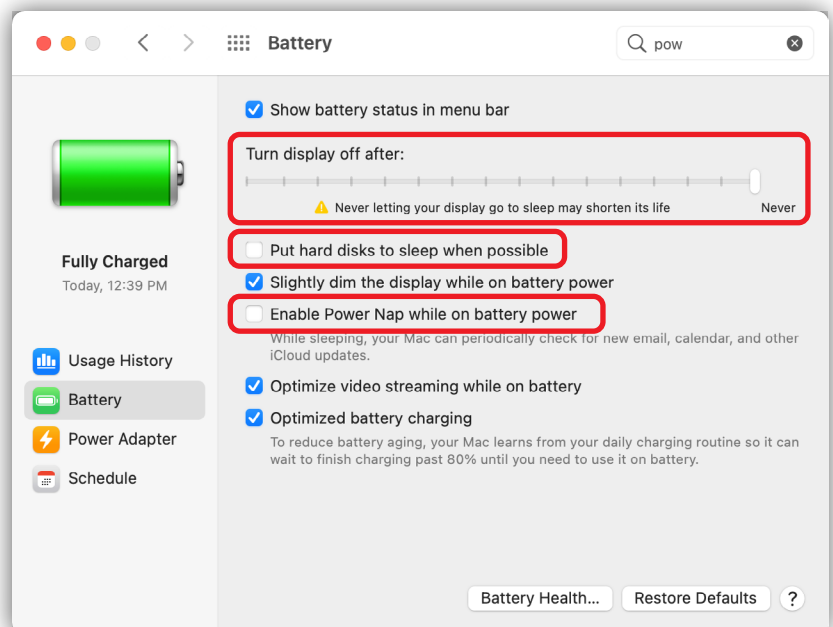 Battery
pow
Show battery status in menu bar
Turn display off after:
Never letting your display go to sleep may shorten its life
Never
Put hard disks to sleep when possible
Fully Charged
Today, 12:39 PM
Slightly dim the display while on battery power
Enable Power Nap while on battery power
While sleeping, your Mac can periodically check for new email, calendar, and other
iCloud updates.
Usage History
Battery
Power Adapter
Schedule
Optimize video streaming while on battery
Optimized battery charging
To reduce battery aging, your Mac learns from your daily charging routine so it can
wait to finish charging past 80% until you need to use it on battery.
Battery Health...
Restore Defaults
?